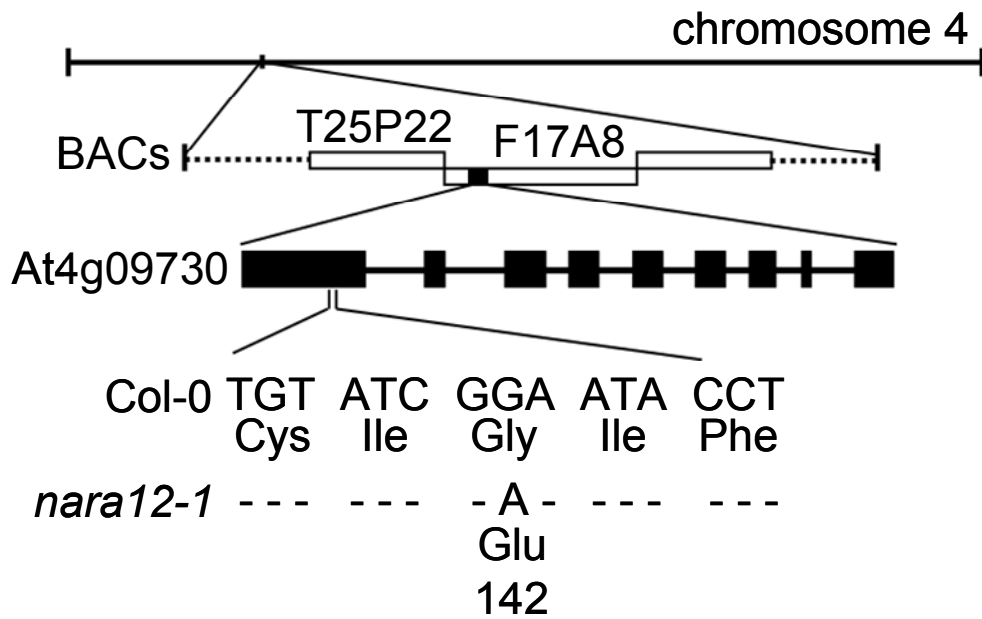 chromosome 4
T25P22
F17A8
BACs
At4g09730
Col-0 TGT ATC GGA ATA CCT
Cys Ile Gly Ile Phe
nara12-1 - - - - - - - A - - - - - - -
Glu
142